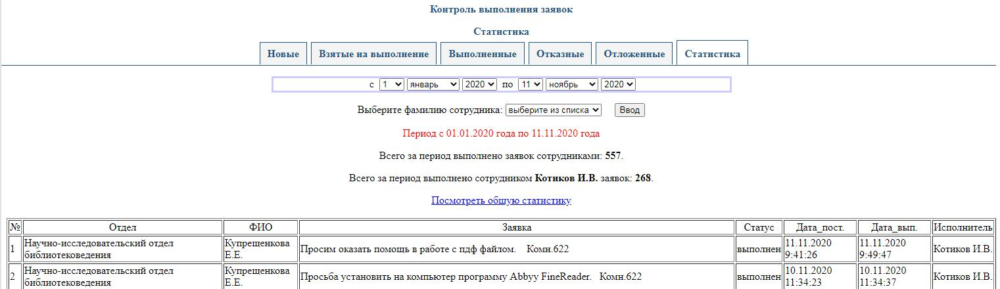 Контроль выполнения заявок
Статистика
Новые Взятые на выполнение Выполненные Отказные Отложенные Статистика
с 1 январь 2020 по 11 ноябрь 2020
Выберите фамилию сотрудника: выберите из списка Ввод
Период с 01.01.2020 года по 11.11.2020 года
Всего за период выполнено заявок сотрудниками: 557.
Всего за период выполнено сотрудником Котиков И.В. заявок: 268.
Посмотреть общую статистику
№ Отдел ФИО Заявка Статус Дата_пост. Дата_вып. Исполнитель
1 Научно-исследовательский отдел библиотековедения Купрещенкова Е.Е. Просим оказать помощь в работе с пдф файлом. Комн.622 выполнен 11.11.2020 9:41:26 11.11.2020 9:49:47 Котиков И.В.
2 Научно-исследовательский отдел библиотековедения Купрещенкова Е.Е. Просьба установить на компьютер программу Abbyy FineReader. Комн.622 выполнен 10.11.2020 11:34:23 10.11.2020 11:34:37 Котиков И.В.